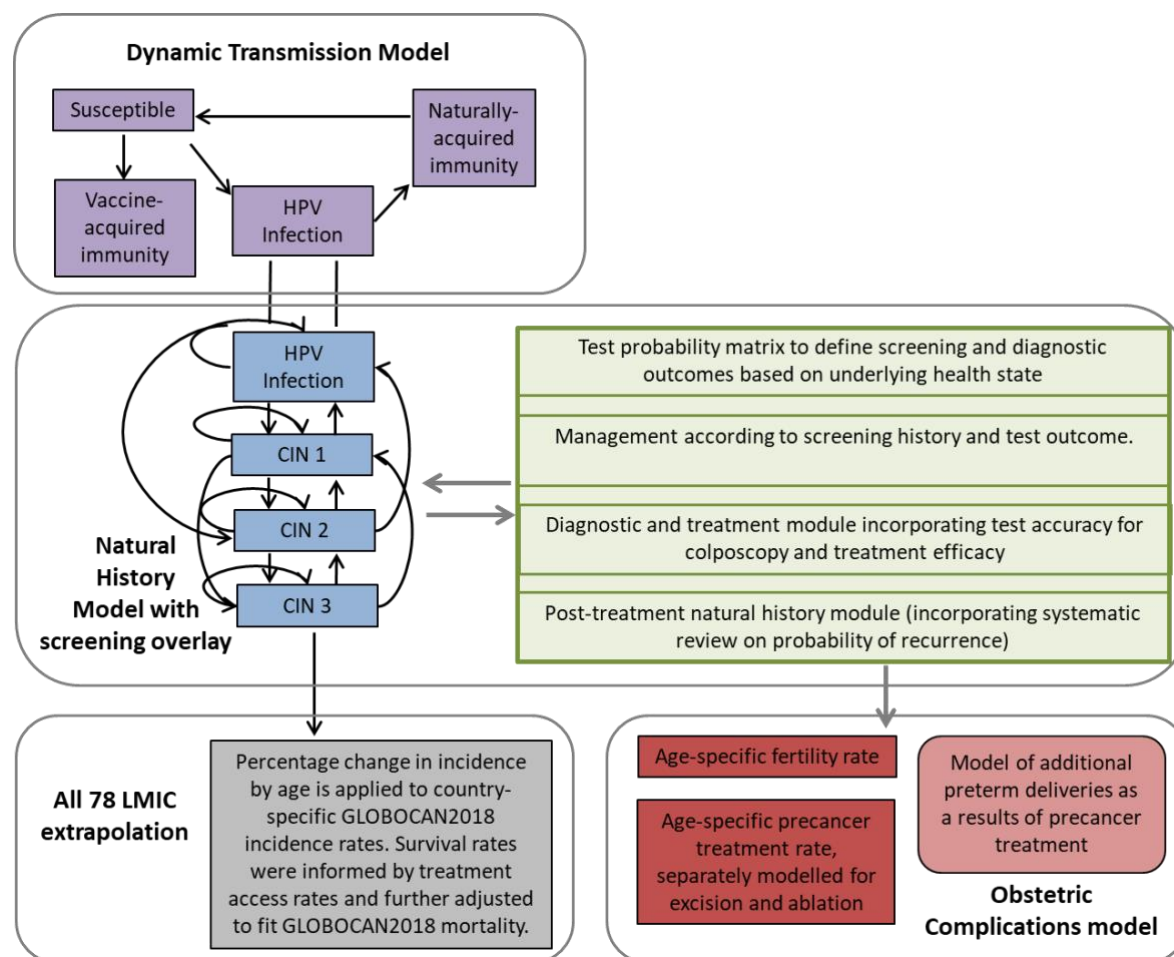 Dynamic Transmission Model
Susceptible
Naturally-
acquired
immunity
Vaccine-
acquired
immunity
HPV
Infection
HPV
Infection
CIN 1
CIN 2
CIN 3
Natural
History
Model with
screening overlay
Test probability matrix to define screening and diagnostic
outcomes based on underlying health state
Management according to screening history and test outcome.
Diagnostic and treatment module incorporating test accuracy for
colposcopy and treatment efficacy
Post-treatment natural history module (incorporating systematic
review on probability of recurrence)
All 78 LMIC
extrapolation
Percentage change in incidence
by age is applied to country-
specific GLOBOCAN2018
incidence rates. Survival rates
were informed by treatment
access rates and further adjusted
to fit GLOBOCAN2018 mortality.
Age-specific fertility rate
Age-specific precancer
treatment rate,
separately modelled for
excision and ablation
Model of additional
preterm deliveries as
a results of precancer
treatment
Obstetric
Complications model